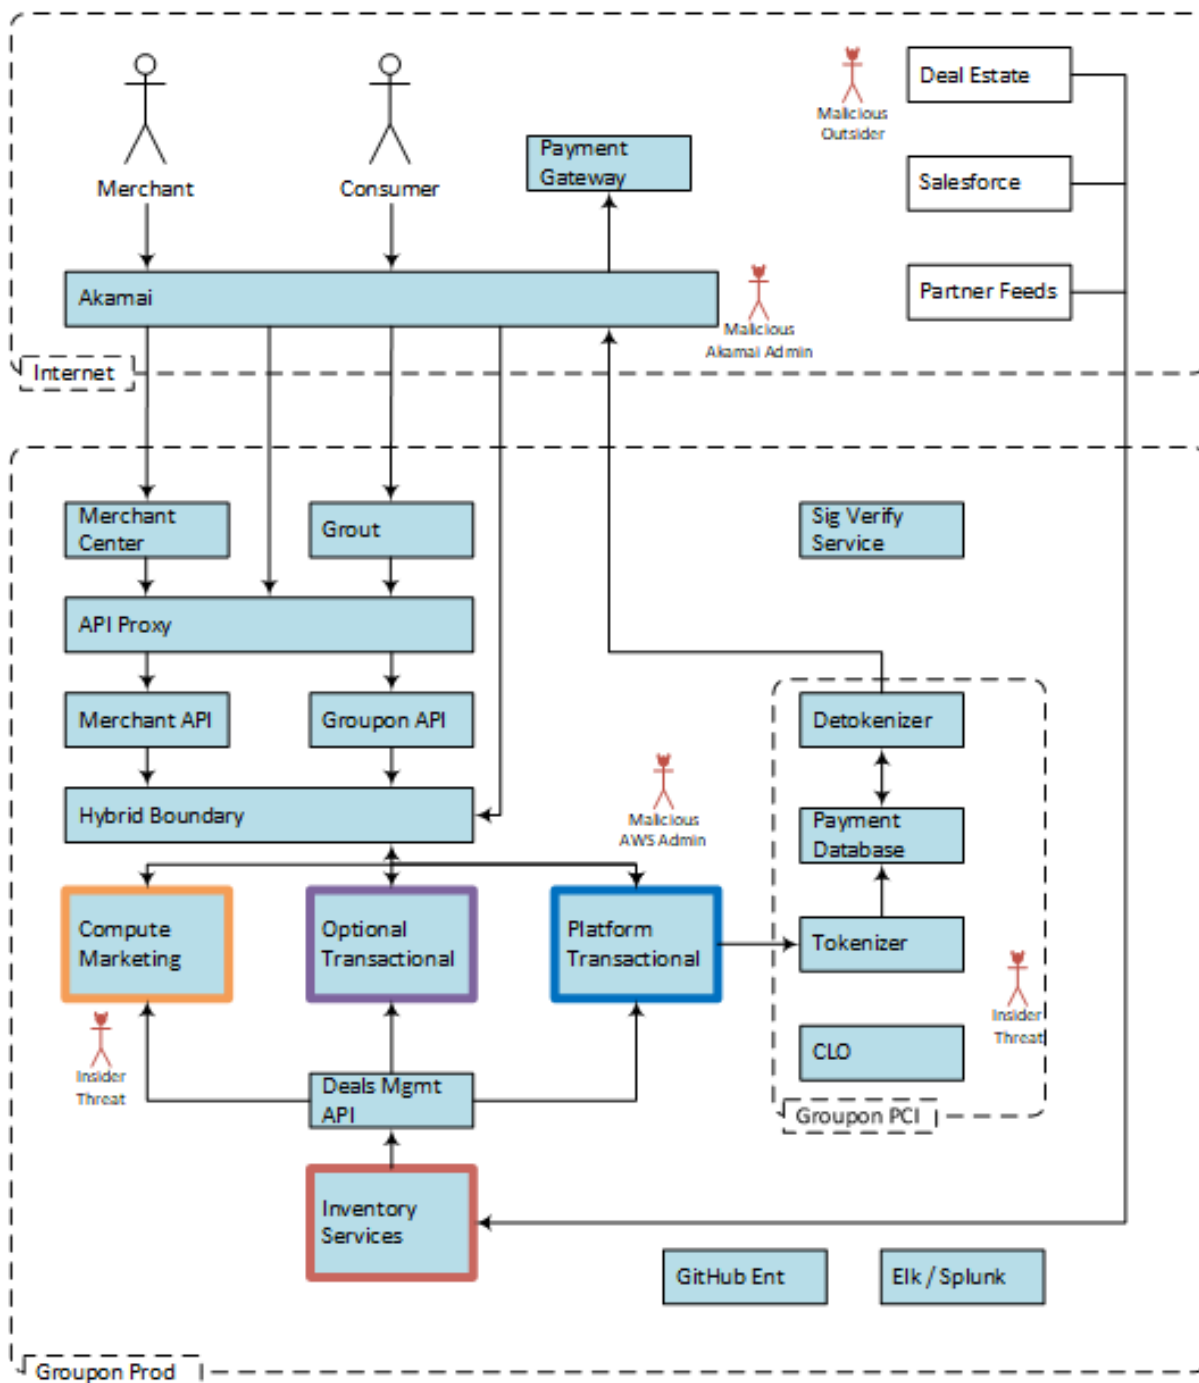 Merchant
Consumer
Payment
Gateway
Malicious
Outsider
Deal Estate
Salesforce
Partner Feeds
Akamai
Malicious
Akamai Admin
Internet
Merchant
Center
Grout
Sig Verify
Service
API Proxy
Merchant API
Groupon API
Detokenizer
Hybrid Boundary
Malicious
AWS Admin
Payment
Database
Compute
Marketing
Optional
Transactional
Platform
Transactional
Tokenizer
Insider
Threat
CLO
Insider
Threat
Deals Mgmt
API
Groupon PCI
Inventory
Services
GitHub Ent
Elk / Splunk
Groupon Prod